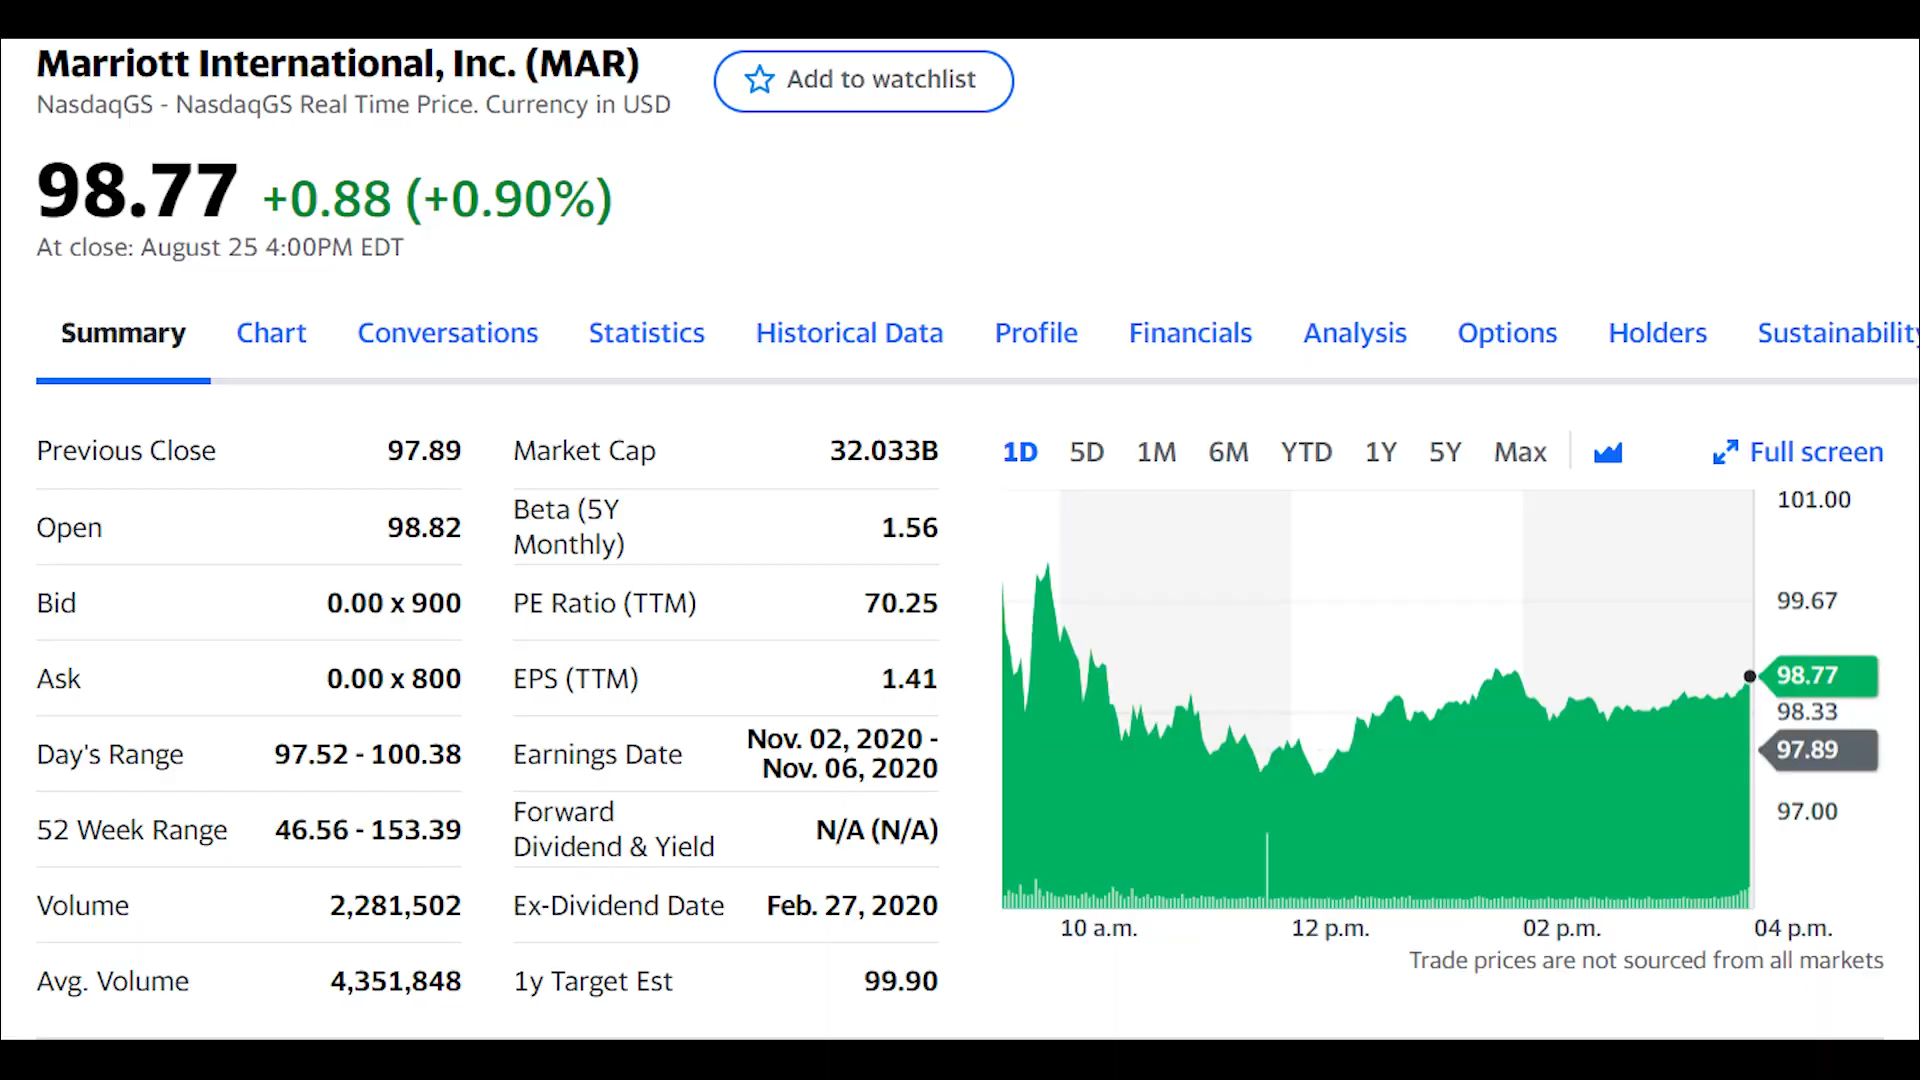 Marriott International, Inc. (MAR)
Add to watchlist
NasdaqGS - NasdaqGS Real Time Price. Currency in USD
98.77 +0.88 (+0.90%)
At close: August 25 4:00PM EDT
Summary Chart Conversations Statistics Historical Data Profile Financials Analysis Options Holders Sustainability
Previous Close 97.89
Open 98.82
Bid 0.00 x 900
Ask 0.00 x 800
Day's Range 97.52 - 100.38
52 Week Range 46.56 - 153.39
Volume 2,281,502
Avg. Volume 4,351,848
Market Cap 32.033B
Beta (5Y
Monthly) 1.56
PE Ratio (TTM) 70.25
EPS (TTM) 1.41
Earnings Date Nov. 02, 2020 -
Nov. 06, 2020
Forward
Dividend & Yield N/A (N/A)
Ex-Dividend Date Feb. 27, 2020
1y Target Est 99.90
1D 5D 1M 6M YTD 1Y 5Y Max Full screen
101.00
99.67
98.77
98.33
97.89
97.00
10 a.m. 12 p.m. 02 p.m. 04 p.m.
Trade prices are not sourced from all markets